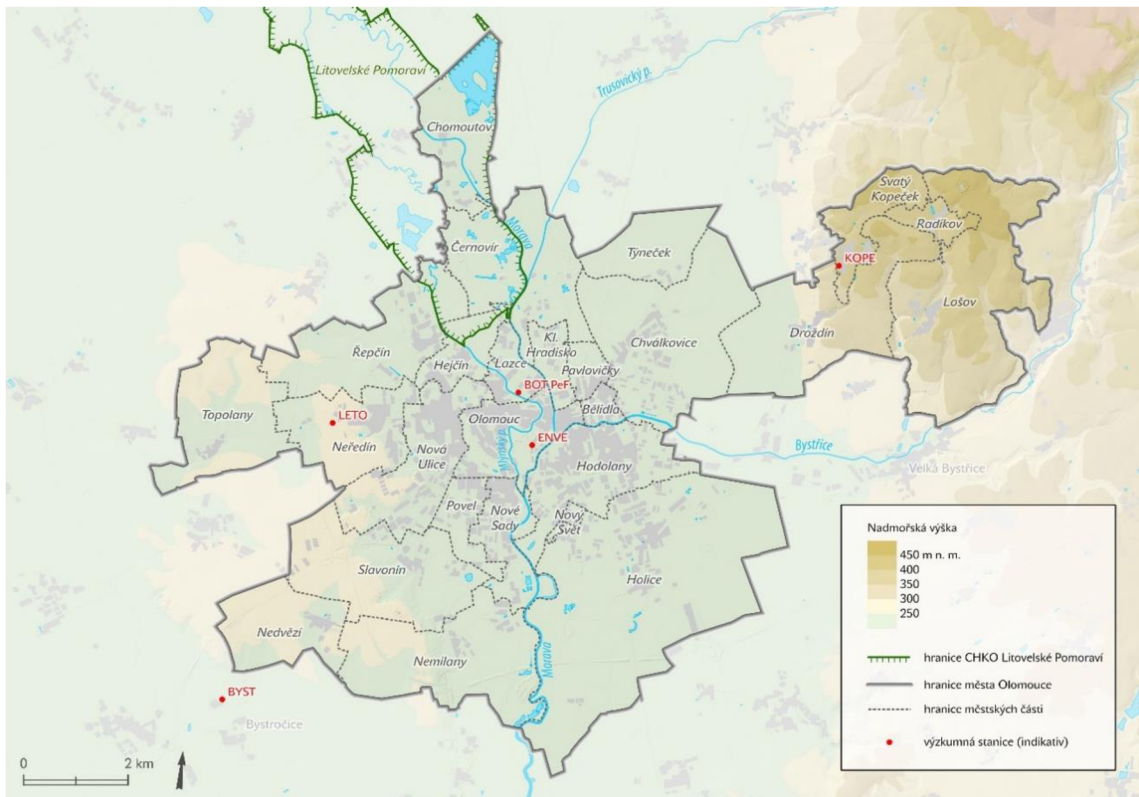 Litovelské Pomoraví
Trusovický p.
Chomoutov
Morava
Černovír
Svatý
Kopeček
Radíkov
Týneček
KOPE
Lošov
Droždín
Řepčín
Hejčín
Lazce
Kl.
Hradisko
Chválkovice
Pavlovičky
BOT PeF
Topolany
LETO
Neředín
Olomouc
Bělidla
Nová
Ulice
Mlýnský p.
ENVE
Hodolany
Bystřice
Velká Bystřice
Povel
Nové
Sady
Nový
Svět
Slavonín
Holice
Nedvězí
Nemilany
Morava
BYST
Bystročice
0
2 km
Nadmořská výška
450 m n. m.
400
350
300
250
hranice CHKO Litovelské Pomoraví
hranice města Olomouce
hranice městských částí
výzkumná stanice (indikativ)